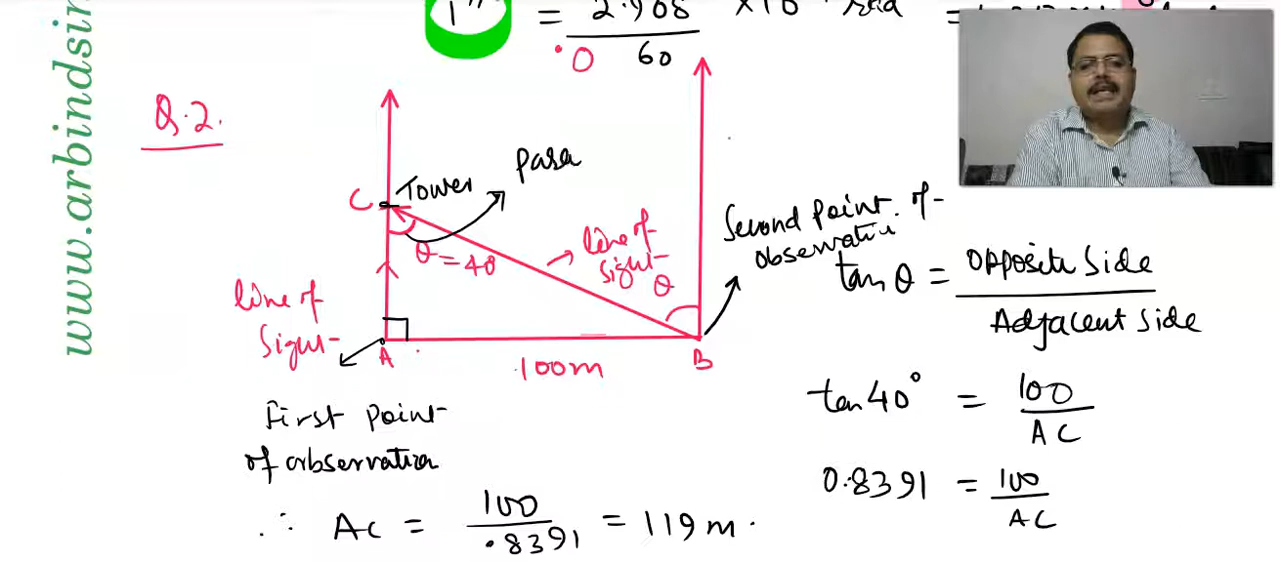 1"
= 2.908
60
×10
rad
=
.0
www.arbindsin
Q.2.
C
Tower
Para
θ = 40
line of
sight
θ
Second point of
observation
line of
sight
A
100m
B
First point
of observation
tan θ = Opposite Side
Adjacent Side
tan 40° = 100
AC
0.8391 = 100
AC
∴ AC = 100
.8391
= 119 m.